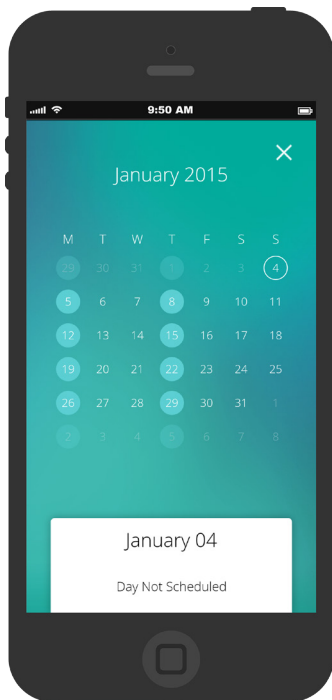 9:50 AM
January 2015
M T W T F S S
29 30 31 1 2 3 4
5 6 7 8 9 10 11
12 13 14 15 16 17 18
19 20 21 22 23 24 25
26 27 28 29 30 31 1
2 3 4 5 6 7 8
January 04
Day Not Scheduled